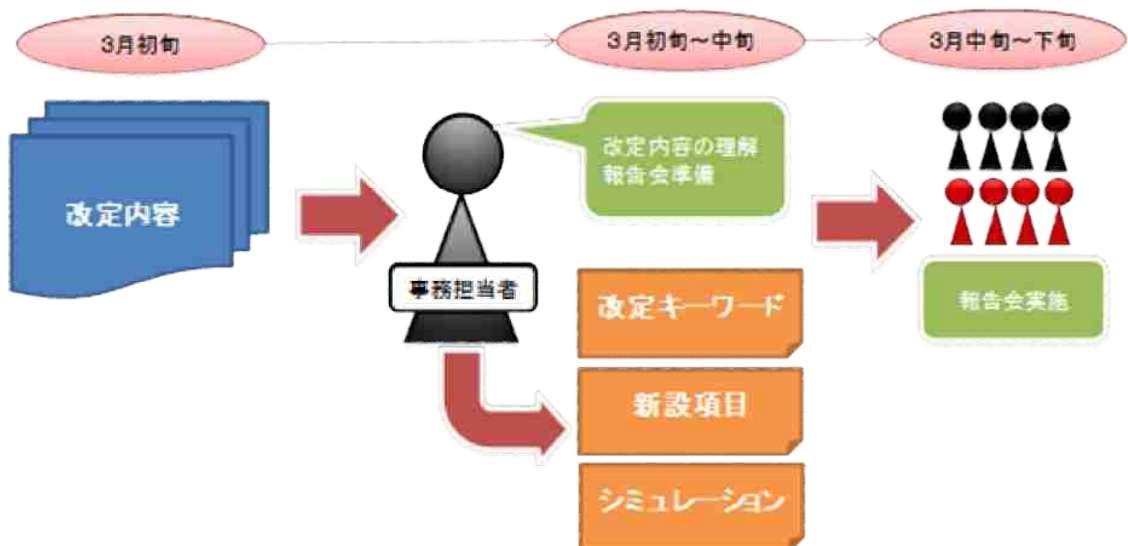 3月初旬
3月初旬～中旬
3月中旬～下旬
改定内容
改定内容の理解
報告会準備
事務担当者
改定キーワード
新設項目
シミュレーション
報告会実施